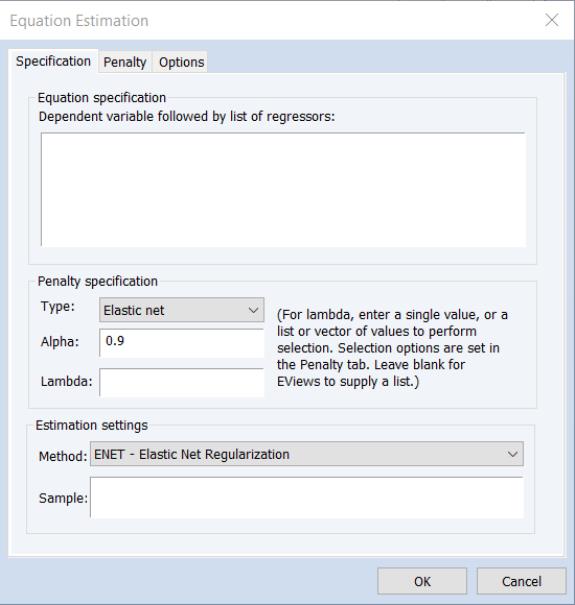 Equation Estimation
Specification Penalty Options
Equation specification
Dependent variable followed by list of regressors:
Penalty specification
Type: Elastic net
Alpha: 0.9
Lambda:
(For lambda, enter a single value, or a
list or vector of values to perform
selection. Selection options are set in
the Penalty tab. Leave blank for
EViews to supply a list.)
Estimation settings
Method: ENET - Elastic Net Regularization
Sample:
OK Cancel